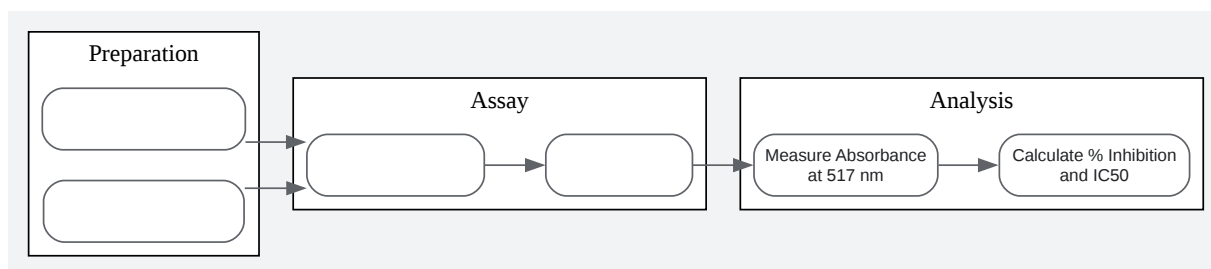 Preparation
Assay
Analysis
Measure Absorbance
at 517 nm
Calculate % Inhibition
and IC50